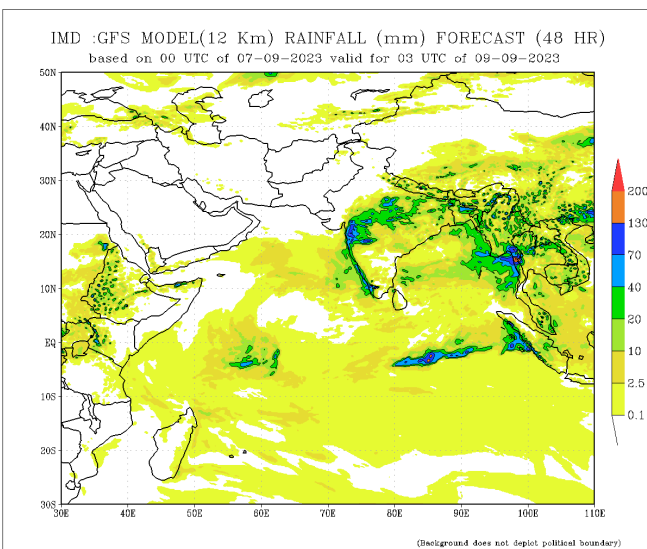 IMD :GFS MODEL(12 Km) RAINFALL (mm) FORECAST (48 HR)
based on 00 UTC of 07-09-2023 valid for 03 UTC of 09-09-2023
50N
40N
30N
20N
10N
EQ
10S
20S
30S
30E 40E 50E 60E 70E 80E 90E 100E 110E
200
130
70
40
20
10
2.5
0.1
(Background does not depict political boundary)